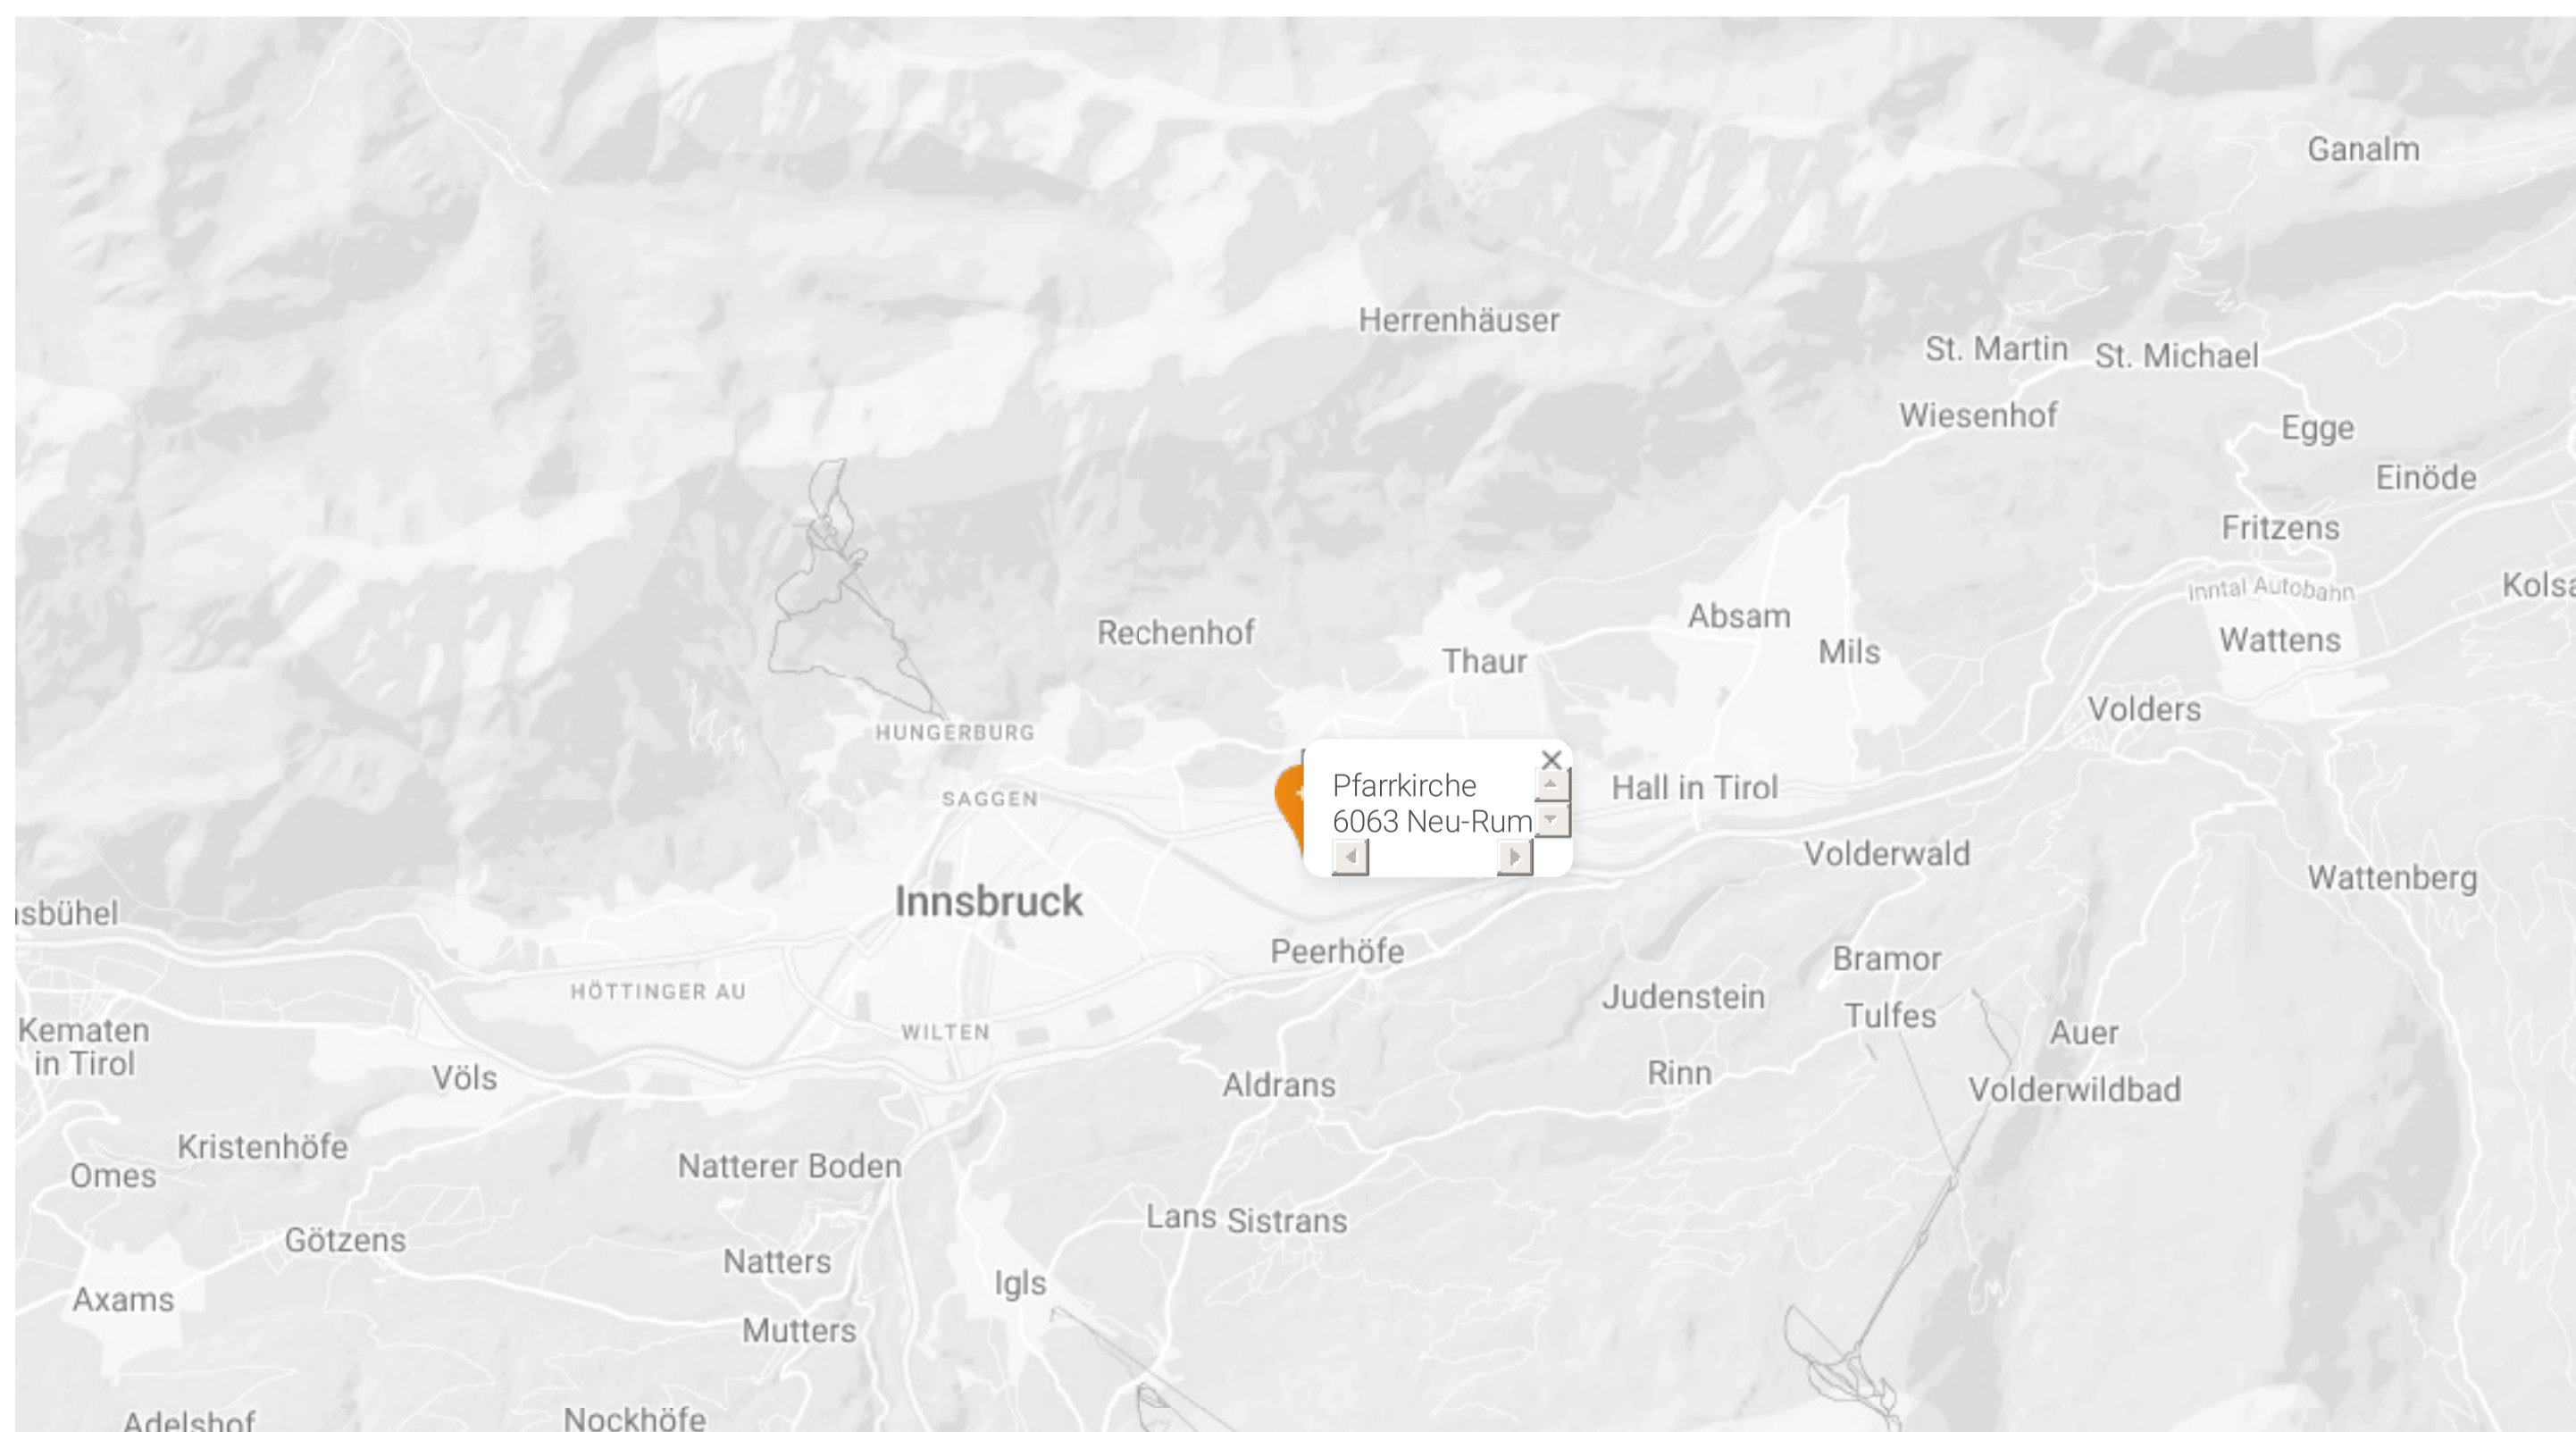 Ganalm
Herrenhäuser
St. Martin
St. Michael
Wiesenhof
Egge
Einöde
Fritzens
Inntal Autobahn
Absam
Rechenhof
Wattens
Mils
Thaur
Volders
HUNGERBURG
Pfarrkirche
6063 Neu-Rum
Hall in Tirol
SAGGEN
Volderwald
Wattenberg
Innsbruck
Peerhöfe
Bramor
HÖTTINGER AU
Judenstein
Tulfes
Kematen
in Tirol
WILTEN
Auer
Rinn
Völs
Aldrans
Volderwildbad
Kristenhöfe
Natterer Boden
Omes
Lans
Sistrans
Götzens
Natters
Igls
Axams
Mutters
Nockhöfe
Adelshof